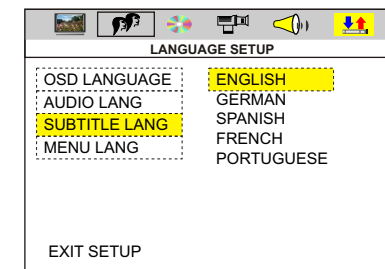 LANGUAGE SETUP
OSD LANGUAGE
AUDIO LANG
SUBTITLE LANG
MENU LANG
ENGLISH
GERMAN
SPANISH
FRENCH
PORTUGUESE
EXIT SETUP